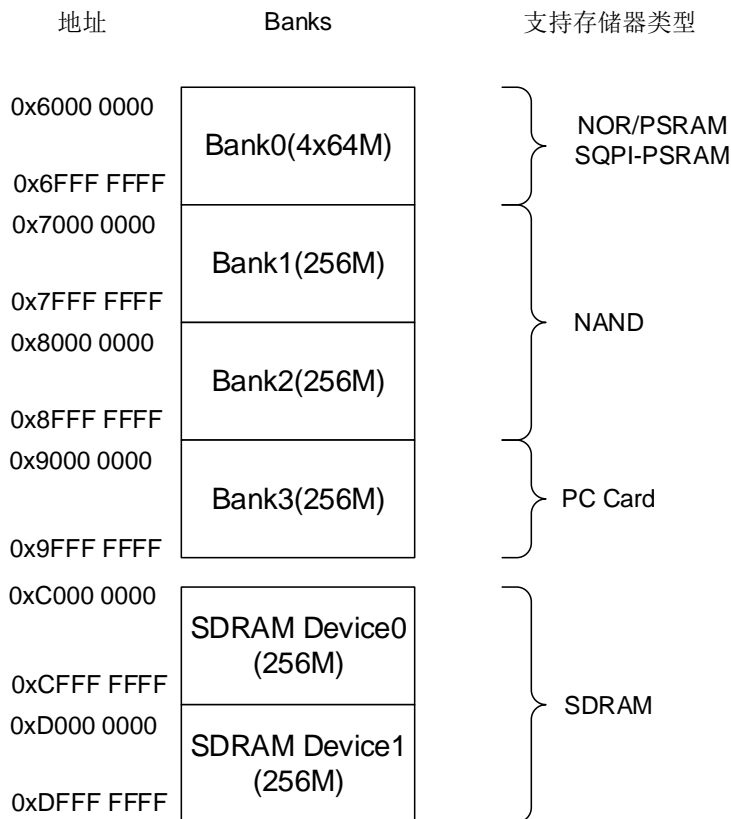 地址 Banks 支持存储器类型
0x6000 0000
Bank0(4x64M)
NOR/PSRAM
SQPI-PSRAM
0x6FFF FFFF
0x7000 0000
Bank1(256M)
0x7FFF FFFF
NAND
0x8000 0000
Bank2(256M)
0x8FFF FFFF
0x9000 0000
Bank3(256M)
PC Card
0x9FFF FFFF
0xC000 0000
SDRAM Device0
(256M)
0xCFFF FFFF
SDRAM
0xD000 0000
SDRAM Device1
(256M)
0xDFFF FFFF